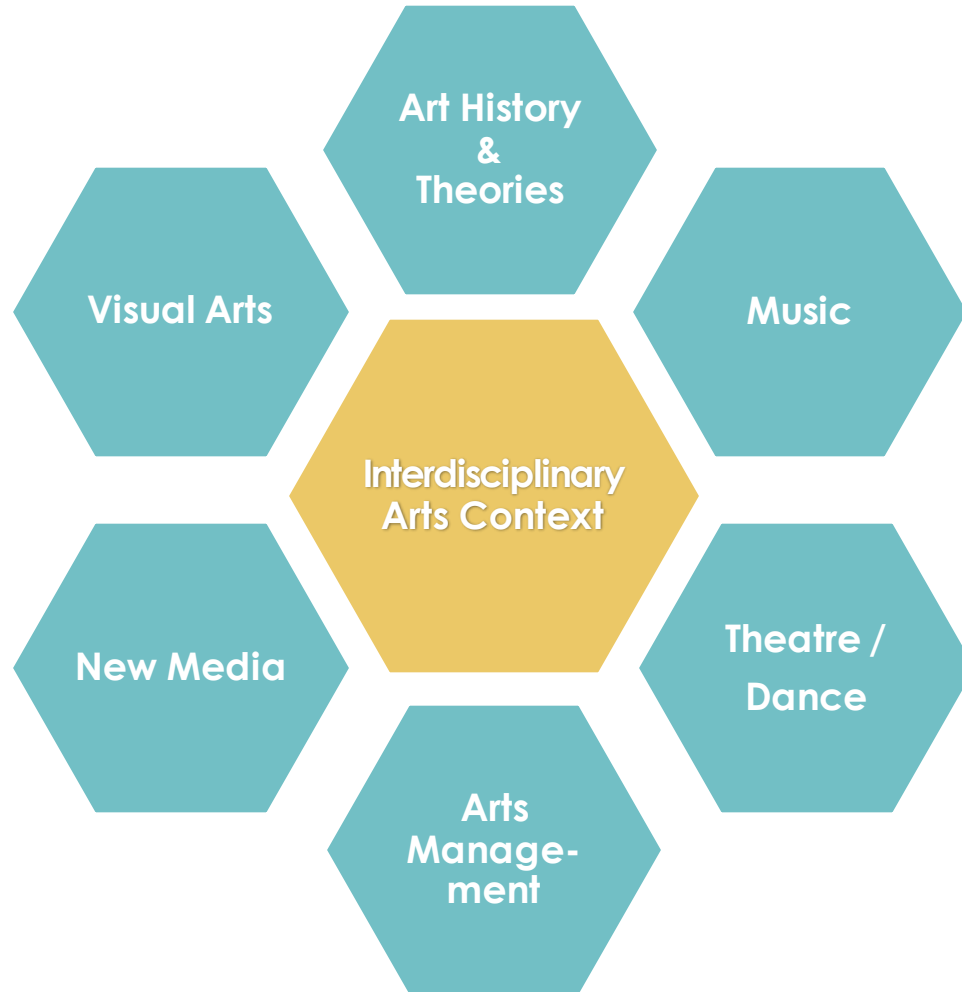 Art History
&
Theories
Visual Arts
Music
Interdisciplinary
Arts Context
New Media
Theatre /
Dance
Arts
Manage-
ment